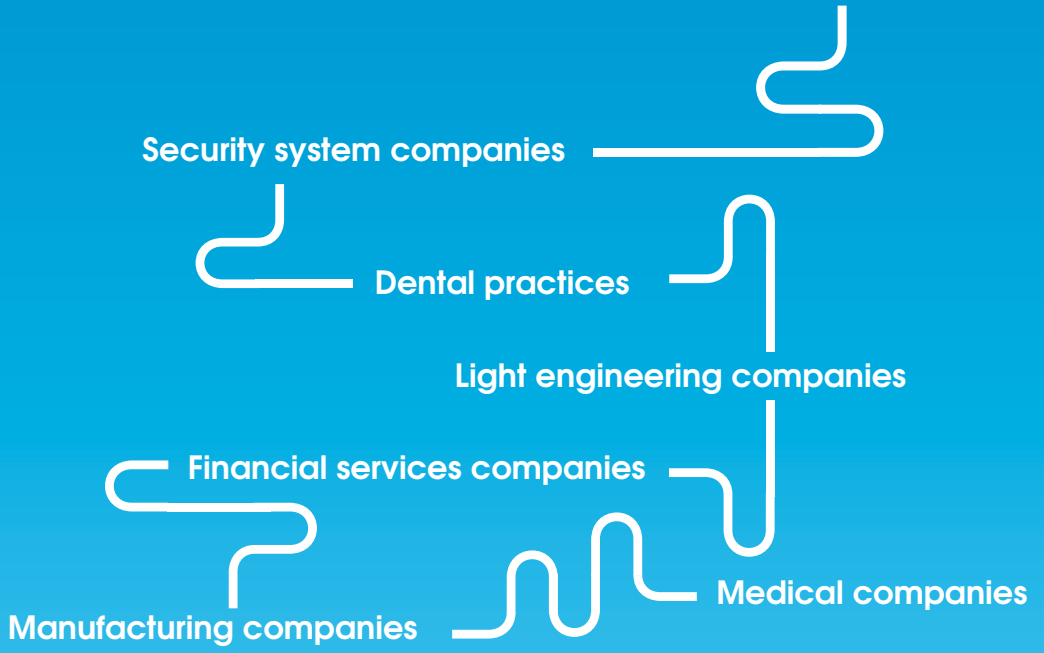 Security system companies
Dental practices
Light engineering companies
Financial services companies
Medical companies
Manufacturing companies